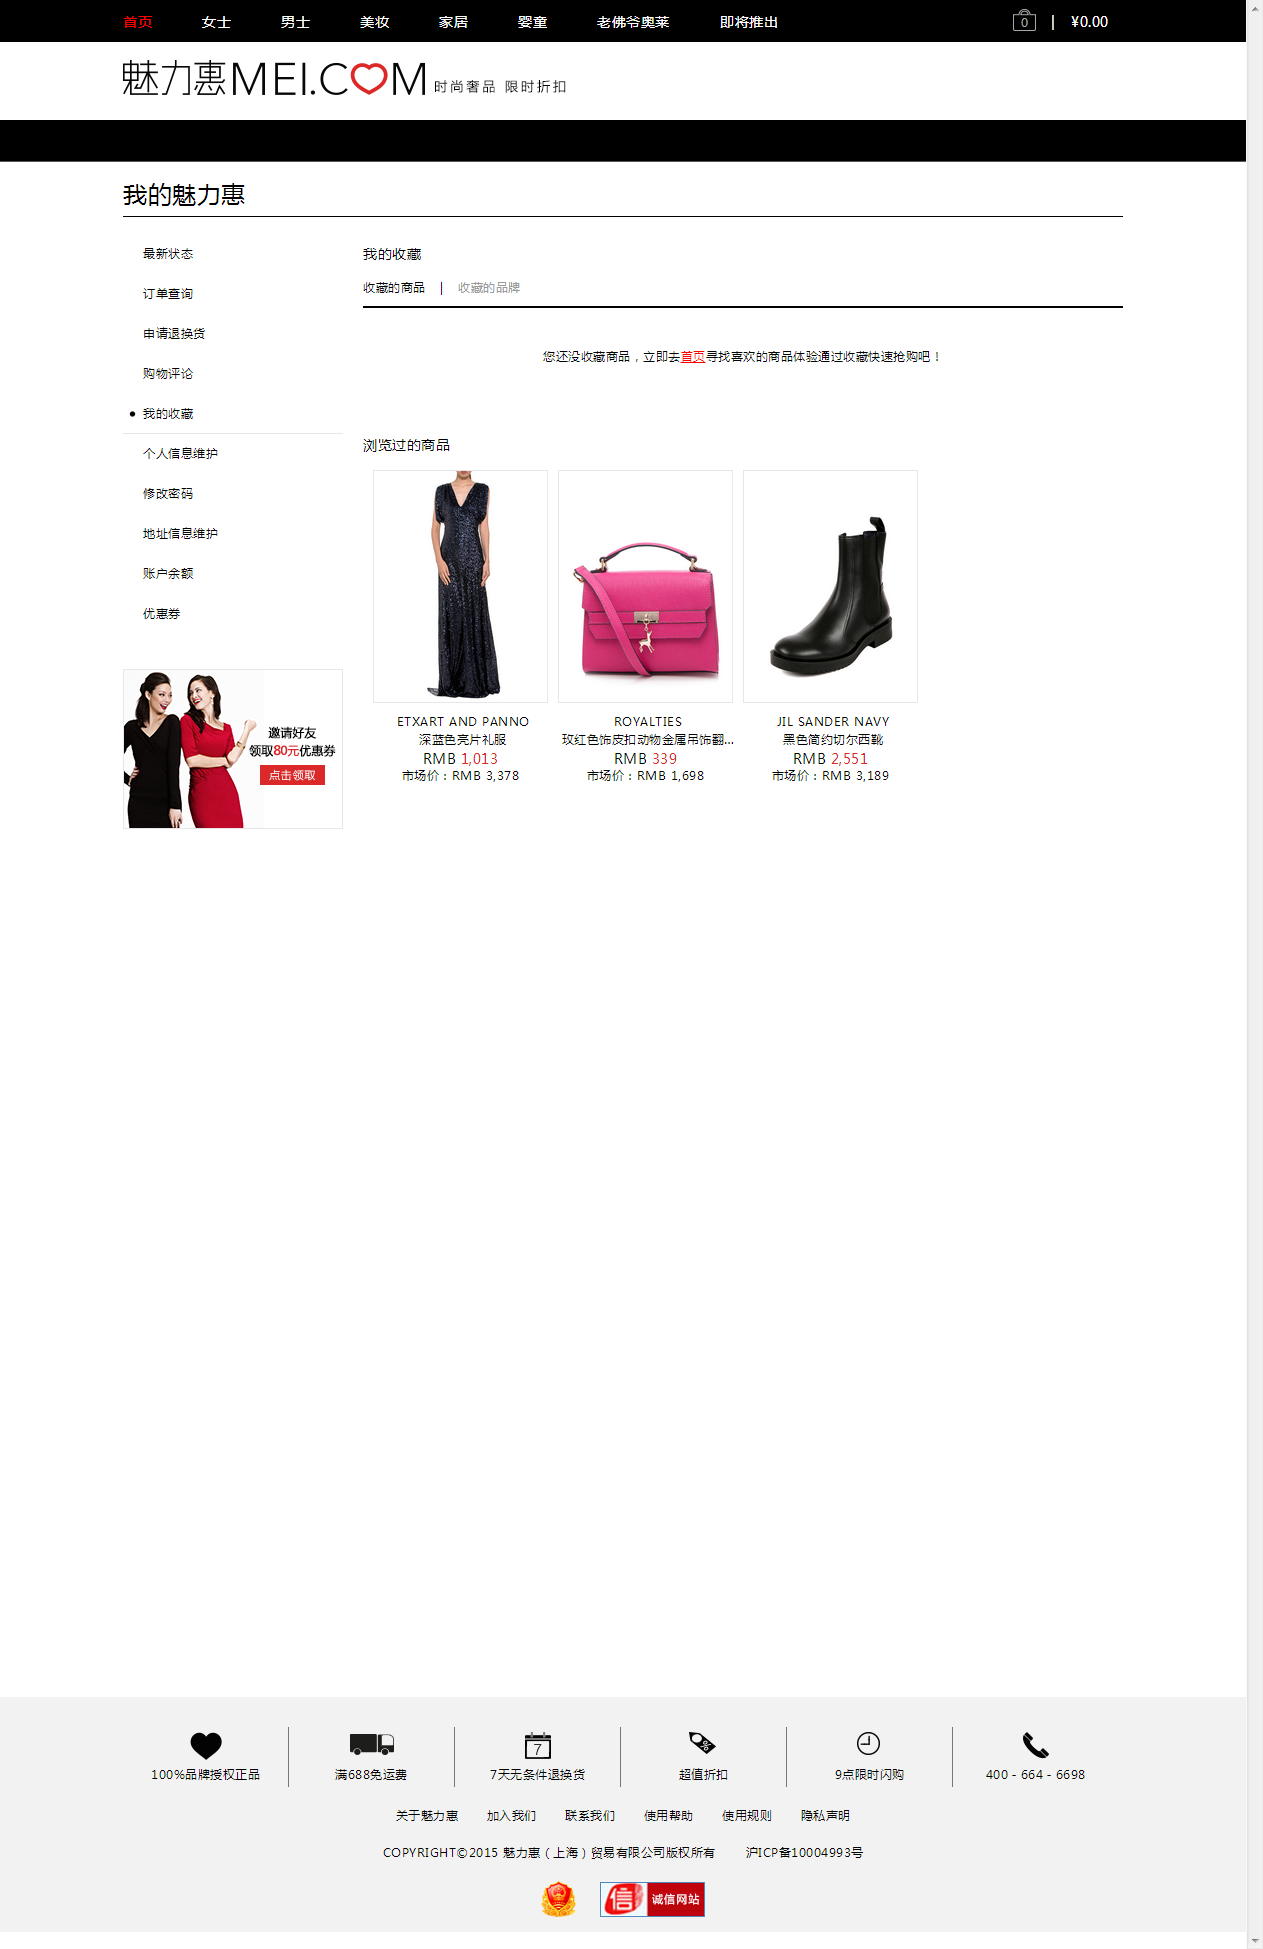 首页 女士 男士 美妆 家居 婴童 老佛爷奥莱 即将推出 0 | ¥0.00
魅力惠MEI.COM 时尚奢品 限时折扣
我的魅力惠
最新状态
订单查询
申请退换货
购物评论
我的收藏
个人信息维护
修改密码
地址信息维护
账户余额
优惠券
邀请好友
领取80元优惠券
点击领取
我的收藏
收藏的商品 | 收藏的品牌
您还没收藏商品，立即去首页寻找喜欢的商品体验通过收藏快速抢购吧！
浏览过的商品
ETXART AND PANNO
深蓝色亮片礼服
RMB 1,013
市场价：RMB 3,378
ROYALTIES
玫红色饰皮扣动物金属吊饰翻...
RMB 339
市场价：RMB 1,698
JIL SANDER NAVY
黑色简约切尔西靴
RMB 2,551
市场价：RMB 3,189
7
%
100%品牌授权正品
满688免运费
7天无条件退换货
超值折扣
9点限时闪购
400 - 664 - 6698
关于魅力惠 加入我们 联系我们 使用帮助 使用规则 隐私声明
COPYRIGHT©2015 魅力惠（上海）贸易有限公司版权所有 沪ICP备10004993号
信 诚信网站